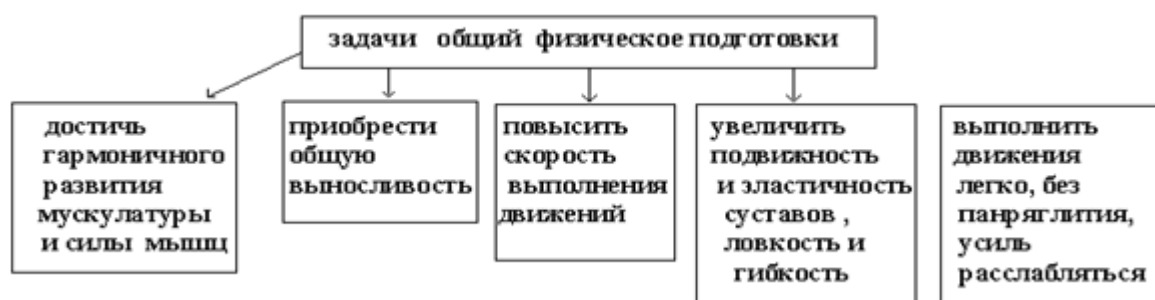 задачи общий физическое подготовки
достичь
гармоничного
развития
мускулатуры
и силы мышц
приобрести
общую
выносливость
повысить
скорость
выполнения
движений
увеличить
подвижность
и эластичность
суставов ,
ловкость и
гибкость
выполнить
движения
легко, без
панряглития,
усиль
расслабляться